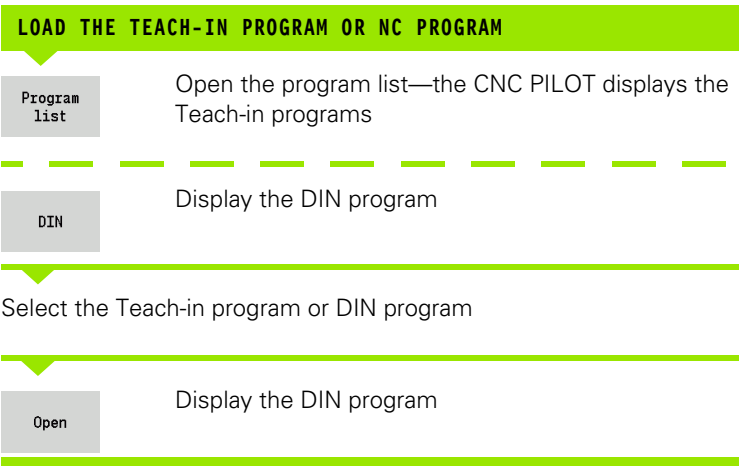 LOAD THE TEACH-IN PROGRAM OR NC PROGRAM
Program
list
Open the program list—the CNC PILOT displays the
Teach-in programs
DIN
Display the DIN program
Select the Teach-in program or DIN program
Open
Display the DIN program